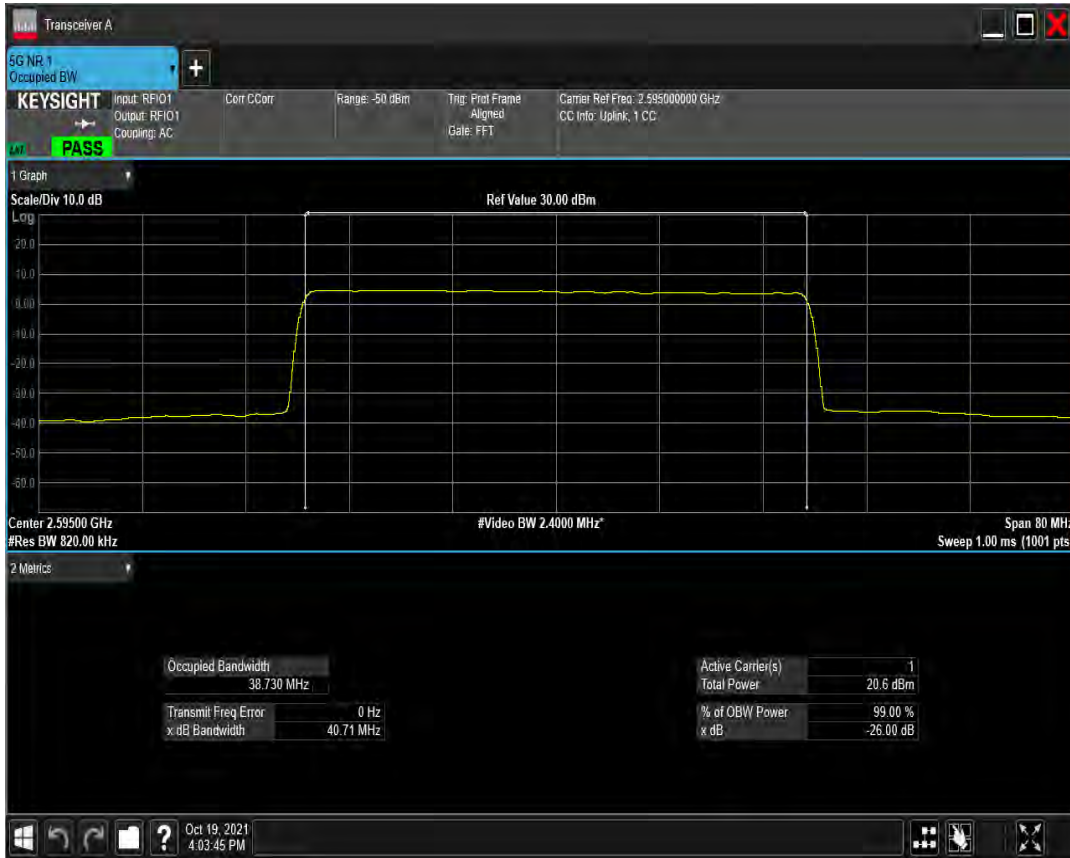 Transceiver A
5G NR 1
Occupied BW
+
KEYSIGHT
Input: RFIO1
Output: RFIO1
Coupling: AC
Corr CCorr
Range: -50 dBm
Trig: Prot Frame
Aligned
Gate: FFT
Carrier Ref Freq: 2.595000000 GHz
CC Info: Uplink, 1 CC
PASS
1 Graph
Scale/Div 10.0 dB
Ref Value 30.00 dBm
Log
20.0
10.0
0.00
-10.0
-20.0
-30.0
-40.0
-50.0
-60.0
Center 2.59500 GHz
#Video BW 2.4000 MHz*
Span 80 MHz
#Res BW 820.00 kHz
Sweep 1.00 ms (1001 pts
2 Metrics
Occupied Bandwidth
38.730 MHz
Transmit Freq Error 0 Hz
x dB Bandwidth 40.71 MHz
Active Carrier(s) 1
Total Power 20.6 dBm
% of OBW Power 99.00 %
x dB -26.00 dB
?
Oct 19, 2021
4:03:45 PM